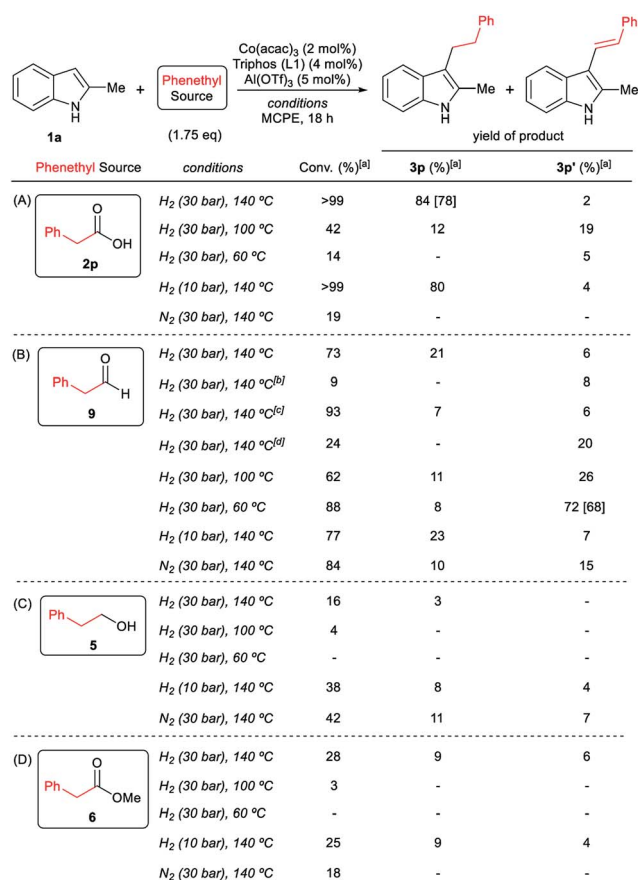 Co(acac)3 (2 mol%)
Triphos (L1) (4 mol%)
Al(OTf)3 (5 mol%)
conditions
MCPE, 18 h
N
H
Me
1a
+
Phenethyl
Source
(1.75 eq)
Ph
N
H
Me
+
Ph
N
H
Me
yield of product
Phenethyl Source conditions Conv. (%)[a] 3p (%)[a] 3p' (%)[a]
(A)
Ph
O
OH
2p
H2 (30 bar), 140 ºC >99 84 [78] 2
H2 (30 bar), 100 ºC 42 12 19
H2 (30 bar), 60 ºC 14 - 5
H2 (10 bar), 140 ºC >99 80 4
N2 (30 bar), 140 ºC 19 - -
(B)
Ph
O
H
9
H2 (30 bar), 140 ºC 73 21 6
H2 (30 bar), 140 ºC[b] 9 - 8
H2 (30 bar), 140 ºC[c] 93 7 6
H2 (30 bar), 140 ºC[d] 24 - 20
H2 (30 bar), 100 ºC 62 11 26
H2 (30 bar), 60 ºC 88 8 72 [68]
H2 (10 bar), 140 ºC 77 23 7
N2 (30 bar), 140 ºC 84 10 15
(C)
Ph
OH
5
H2 (30 bar), 140 ºC 16 3 -
H2 (30 bar), 100 ºC 4 - -
H2 (30 bar), 60 ºC - - -
H2 (10 bar), 140 ºC 38 8 4
N2 (30 bar), 140 ºC 42 11 7
(D)
Ph
O
OMe
6
H2 (30 bar), 140 ºC 28 9 6
H2 (30 bar), 100 ºC 3 - -
H2 (30 bar), 60 ºC - - -
H2 (10 bar), 140 ºC 25 9 4
N2 (30 bar), 140 ºC 18 - -